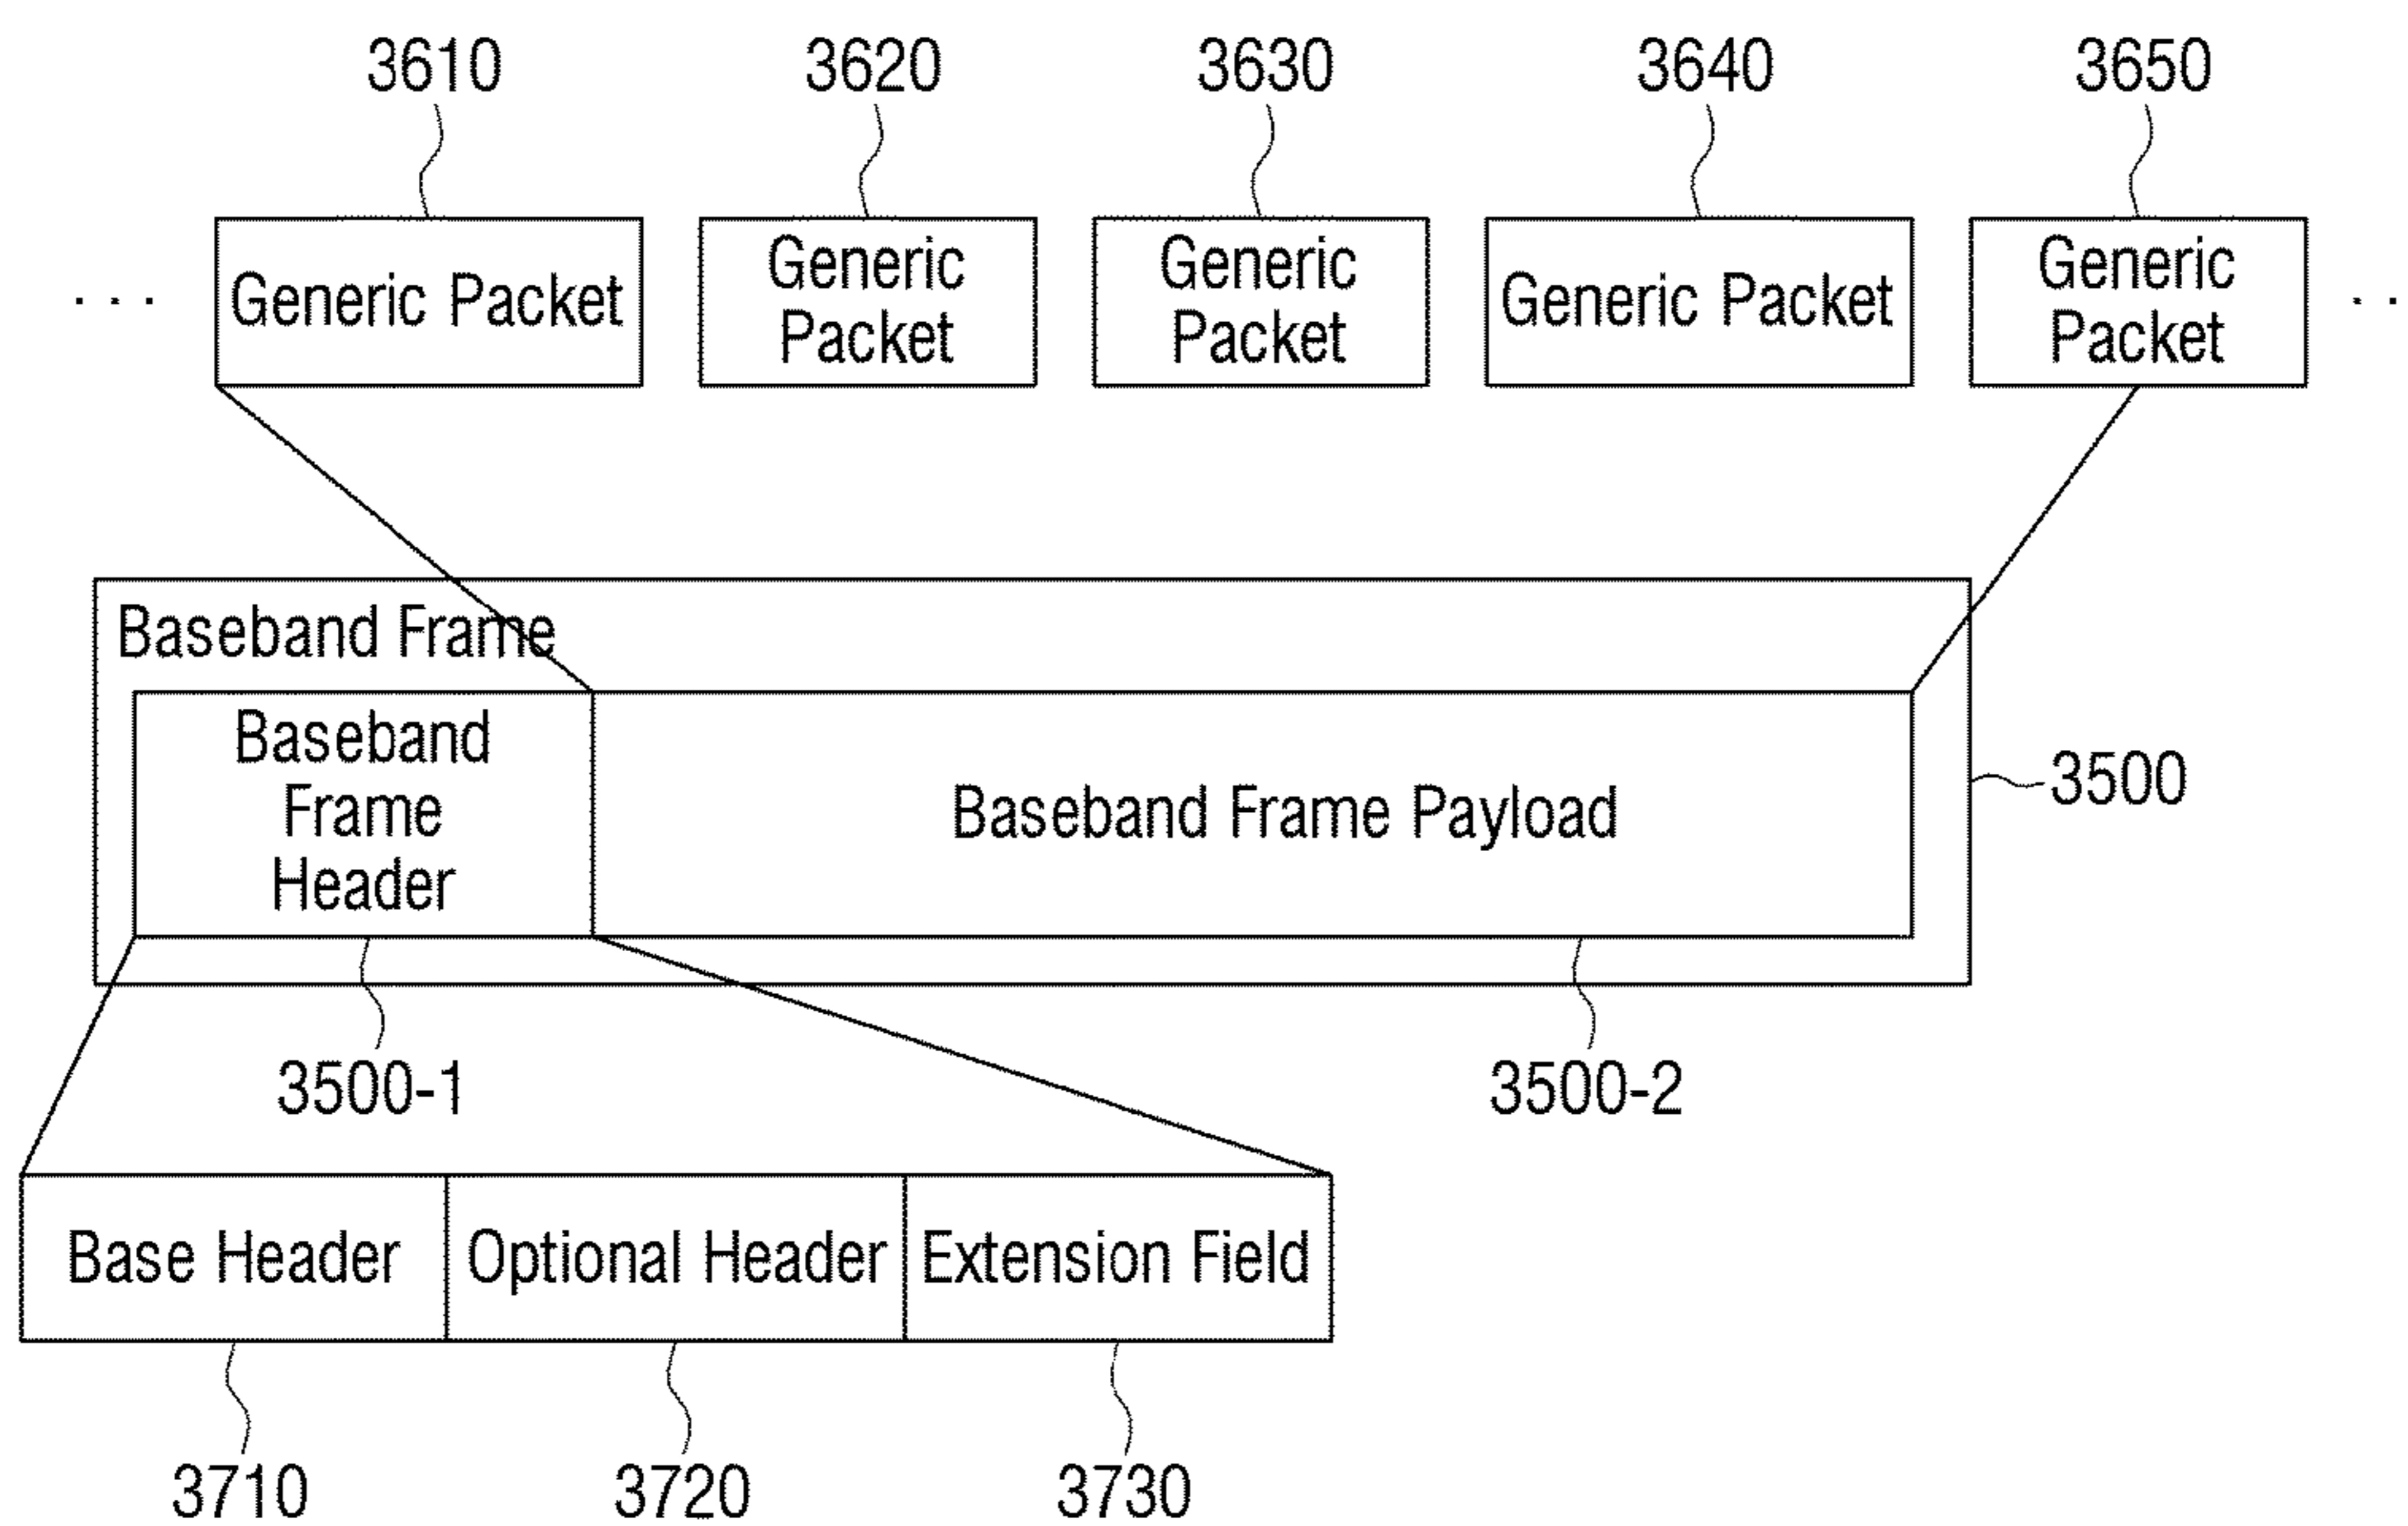 3610 3620 3630 3640 3650
. . . Generic Packet Generic Packet Generic Packet Generic Packet Generic Packet . .
Baseband Frame
Baseband
Frame
Header
Baseband Frame Payload
3500
3500-1 3500-2
Base Header Optional Header Extension Field
3710 3720 3730